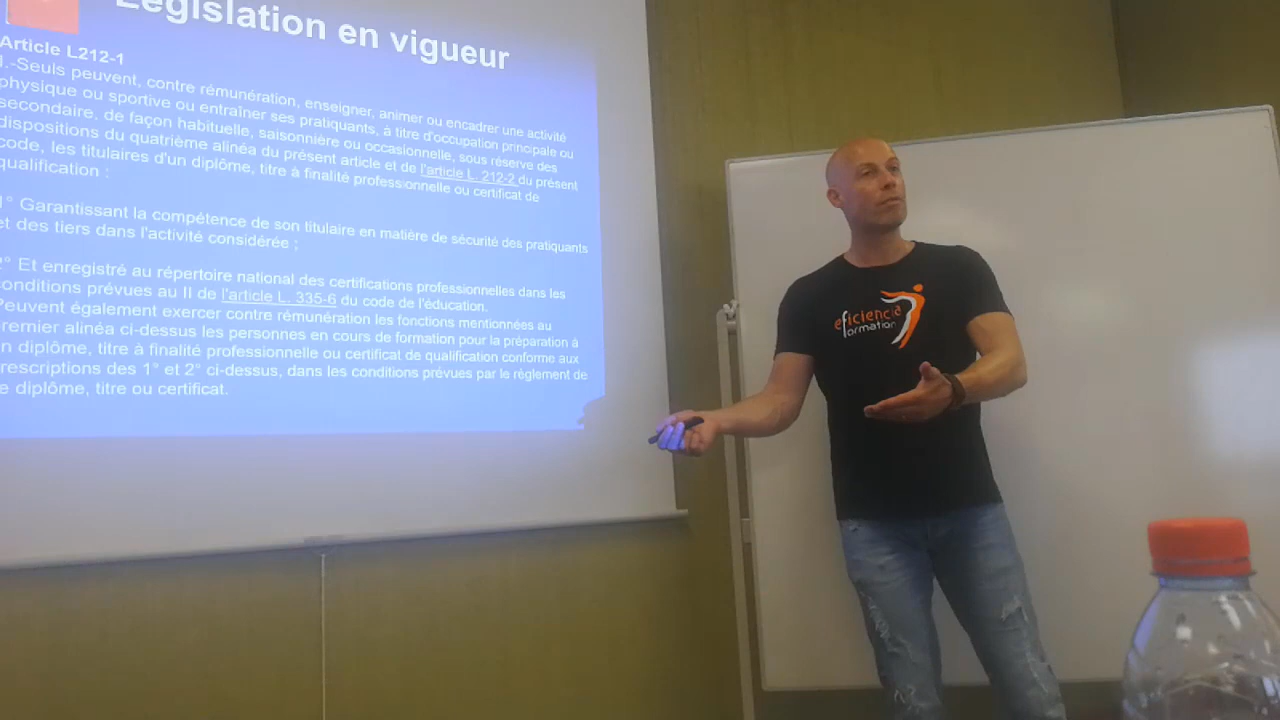 Législation en vigueur
Article L212-1
I.-Seuls peuvent, contre rémunération, enseigner, animer ou encadrer une activité
physique ou sportive ou entraîner ses pratiquants, à titre d'occupation principale ou
secondaire, de façon habituelle, saisonnière ou occasionnelle, sous réserve des
dispositions du quatrième alinéa du présent article et de l'article L. 212-2 du présent
code, les titulaires d'un diplôme, titre à finalité professionnelle ou certificat de
qualification :
1° Garantissant la compétence de son titulaire en matière de sécurité des pratiquants
et des tiers dans l'activité considérée ;
2° Et enregistré au répertoire national des certifications professionnelles dans les
conditions prévues au II de l'article L. 335-6 du code de l'éducation.
Peuvent également exercer contre rémunération les fonctions mentionnées au
premier alinéa ci-dessus les personnes en cours de formation pour la préparation à
un diplôme, titre à finalité professionnelle ou certificat de qualification conforme aux
rescriptions des 1° et 2° ci-dessus, dans les conditions prévues par le règlement de
e diplôme, titre ou certificat.
eficiencia
formation